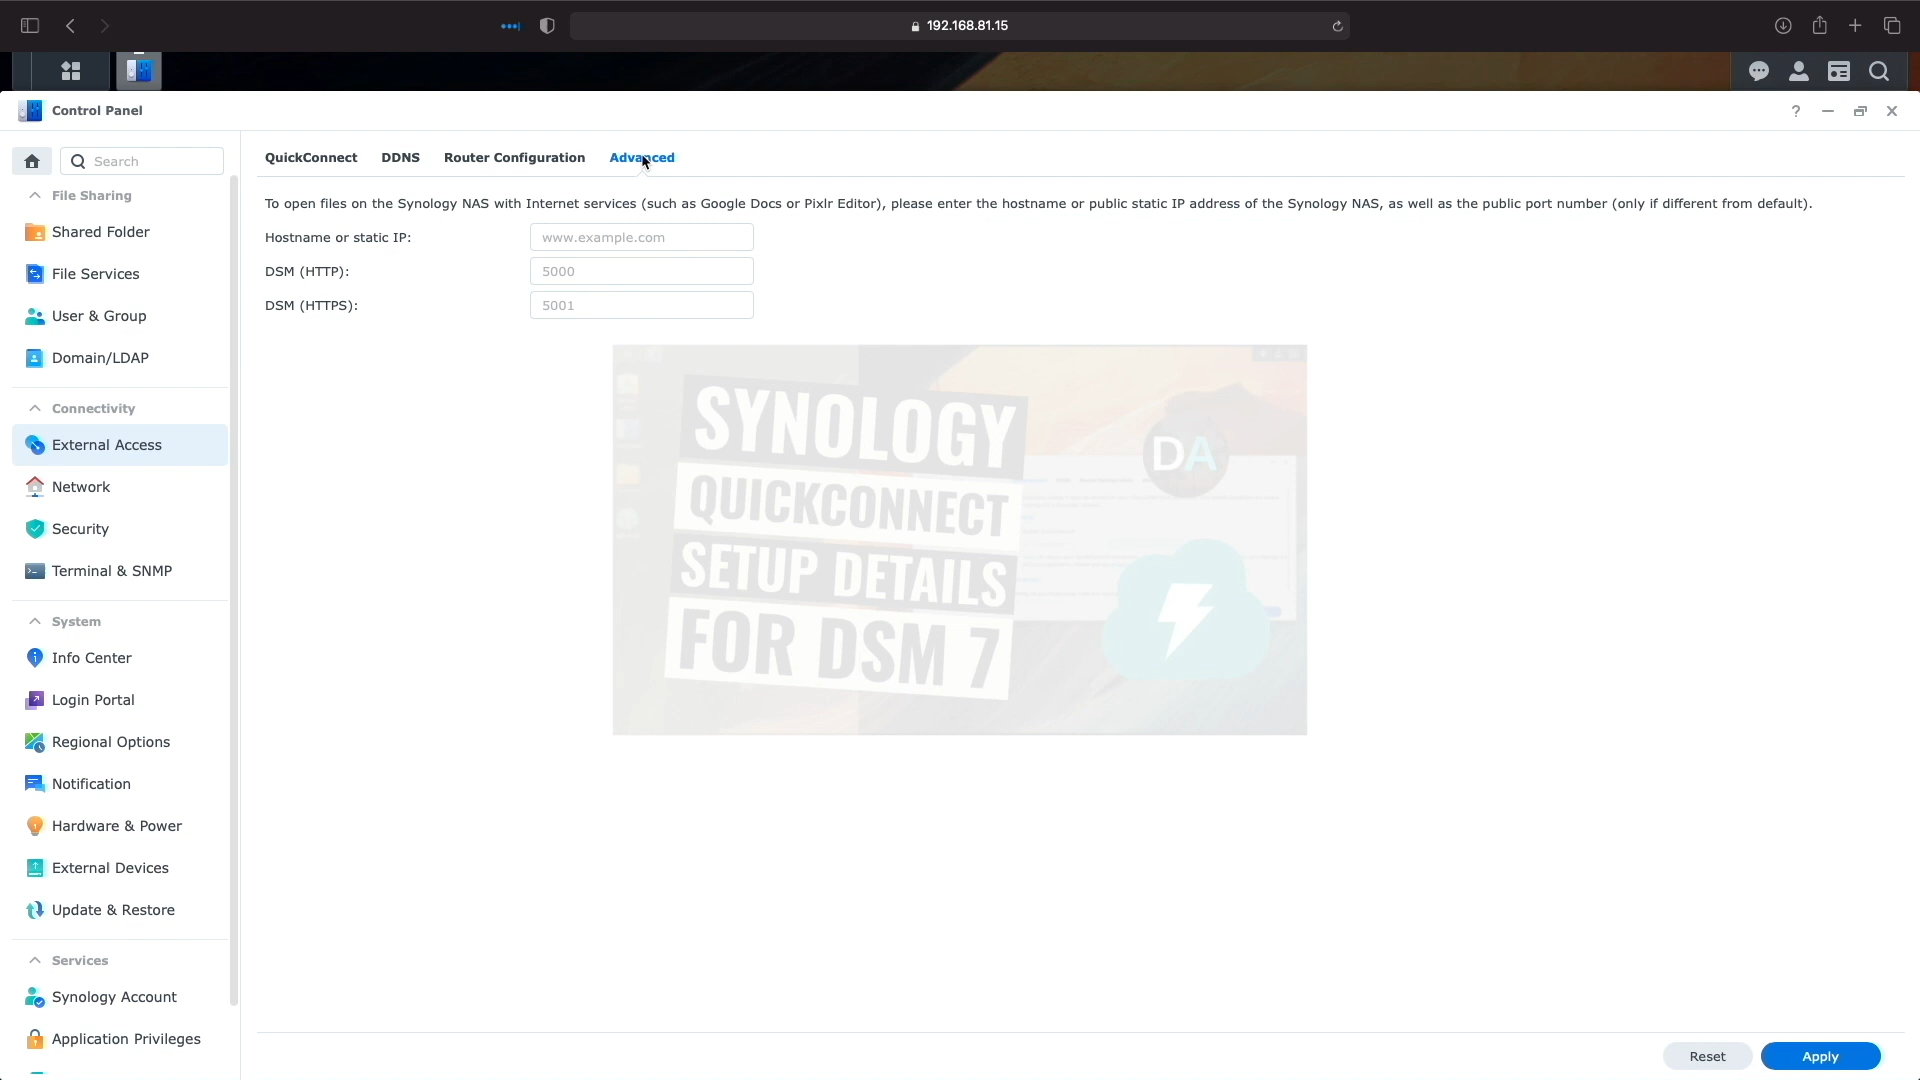 192.168.81.15
Control Panel
Search
File Sharing
Shared Folder
File Services
User & Group
Domain/LDAP
Connectivity
External Access
Network
Security
Terminal & SNMP
System
Info Center
Login Portal
Regional Options
Notification
Hardware & Power
External Devices
Update & Restore
Services
Synology Account
Application Privileges
QuickConnect DDNS Router Configuration Advanced
To open files on the Synology NAS with Internet services (such as Google Docs or Pixlr Editor), please enter the hostname or public static IP address of the Synology NAS, as well as the public port number (only if different from default).
Hostname or static IP: www.example.com
DSM (HTTP): 5000
DSM (HTTPS): 5001
SYNOLOGY
QUICKCONNECT
SETUP DETAILS
FOR DSM 7
DA
Reset Apply